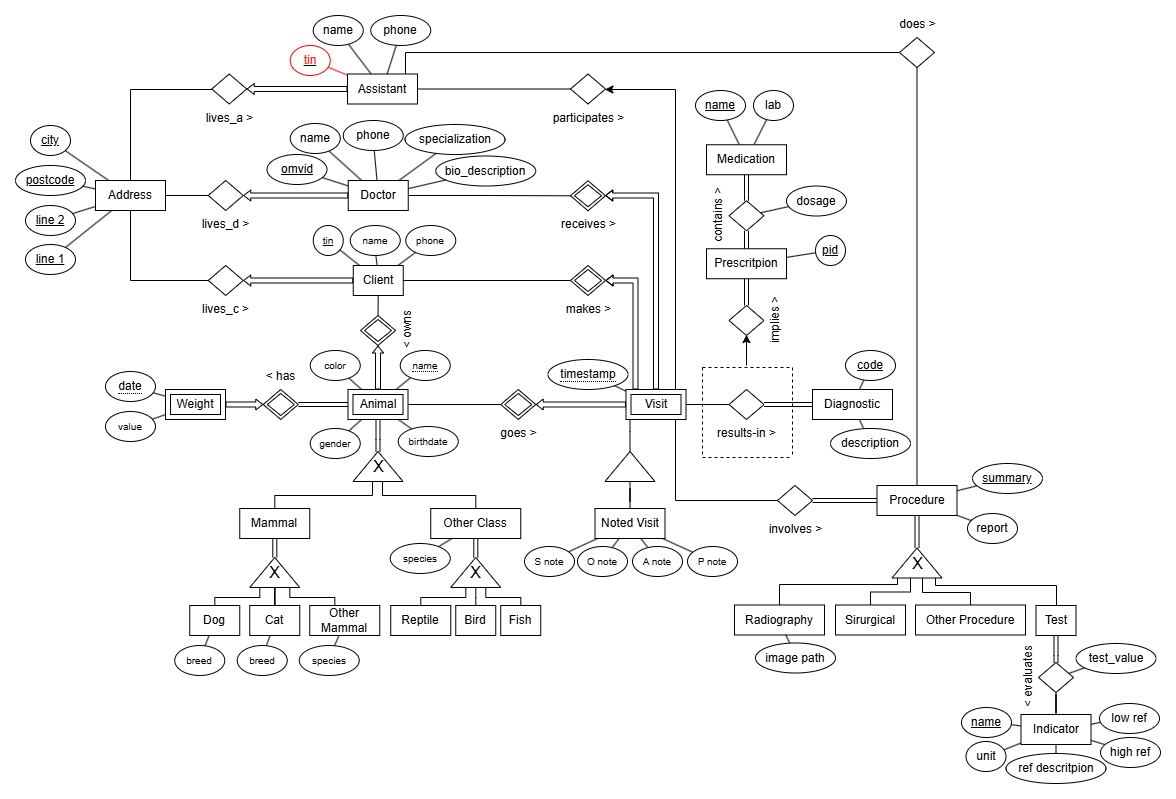 does >
name
phone
tin
Assistant
lives_a >
participates >
name
lab
Medication
city
postcode
Address
line 2
line 1
name
phone
specialization
omvid
bio_description
Doctor
lives_d >
receives >
contains >
dosage
Prescritpion
pid
implies >
tin
name
phone
Client
lives_c >
makes >
< owns
color
name
< has
date
Weight
value
Animal
gender
birthdate
goes >
timestamp
Visit
results-in >
code
Diagnostic
description
X
Mammal
Other Class
species
Noted Visit
S note
O note
A note
P note
involves >
Procedure
summary
report
X
X
X
Dog
Cat
Other
Mammal
breed
breed
species
Reptile
Bird
Fish
Radiography
Sirurgical
Other Procedure
Test
image path
< evaluates
test_value
name
unit
Indicator
low ref
high ref
ref descritpion